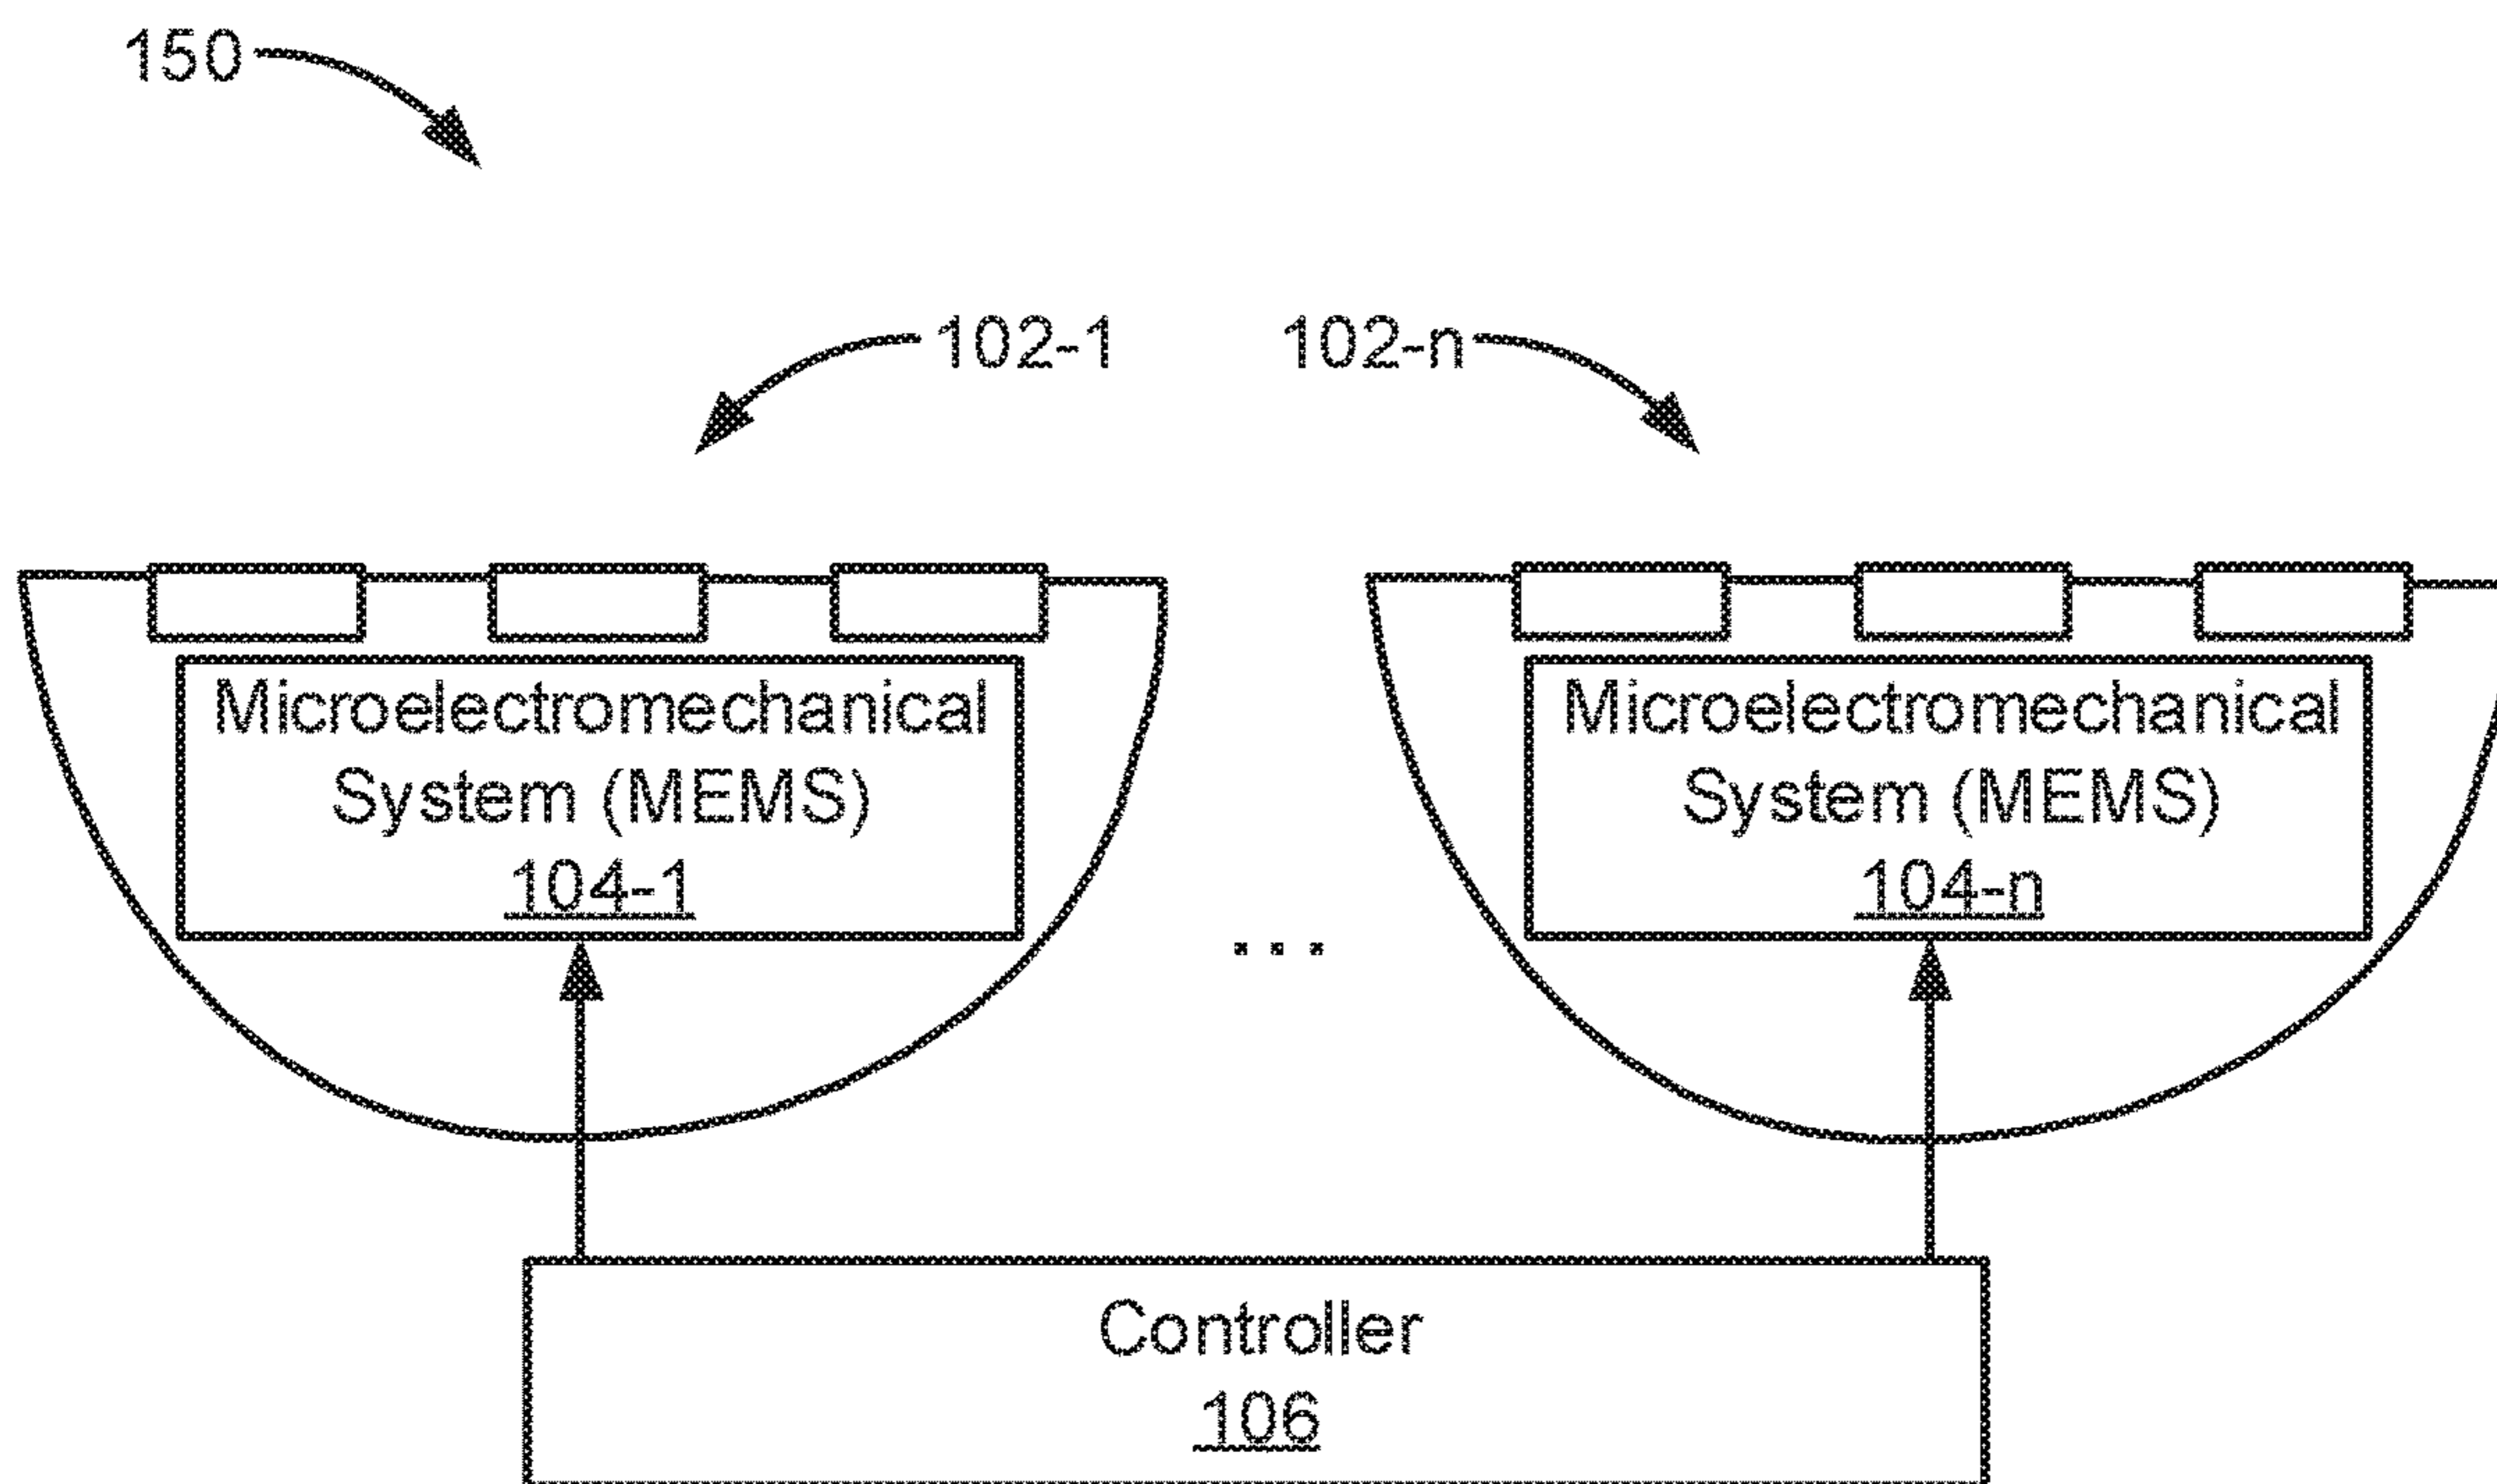 150
102-1
102-n
Microelectromechanical
System (MEMS)
104-1
Microelectromechanical
System (MEMS)
104-n
...
Controller
106